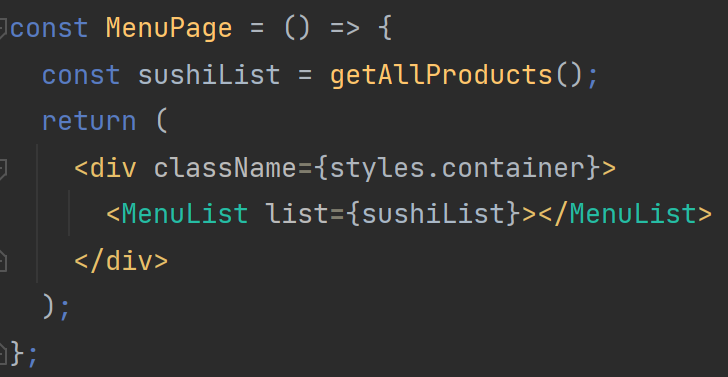 const MenuPage = () => {
  const sushiList = getAllProducts();
  return (
    <div className={styles.container}>
      <MenuList list={sushiList}></MenuList>
    </div>
  );
};